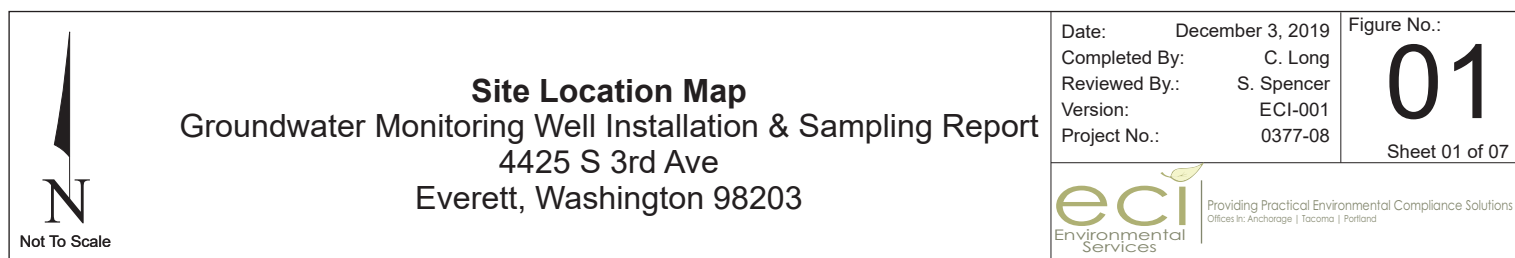 N
Not To Scale
Site Location Map
Groundwater Monitoring Well Installation & Sampling Report
4425 S 3rd Ave
Everett, Washington 98203
Date: December 3, 2019
Completed By: C. Long
Reviewed By.: S. Spencer
Version: ECI-001
Project No.: 0377-08
Figure No.:
01
Sheet 01 of 07
eci
Environmental
Services
Providing Practical Environmental Compliance Solutions
Offices In: Anchorage | Tacoma | Portland